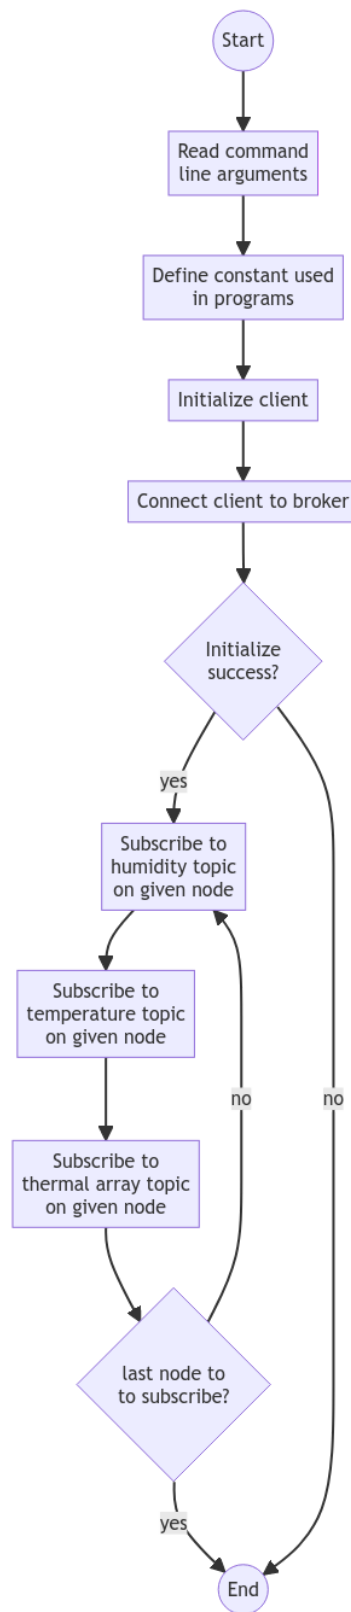 Start
Read command
line arguments
Define constant used
in programs
Initialize client
Connect client to broker
Initialize
success?
yes
Subscribe to
humidity topic
on given node
Subscribe to
temperature topic
on given node
no
no
Subscribe to
thermal array topic
on given node
last node to
to subscribe?
yes
End